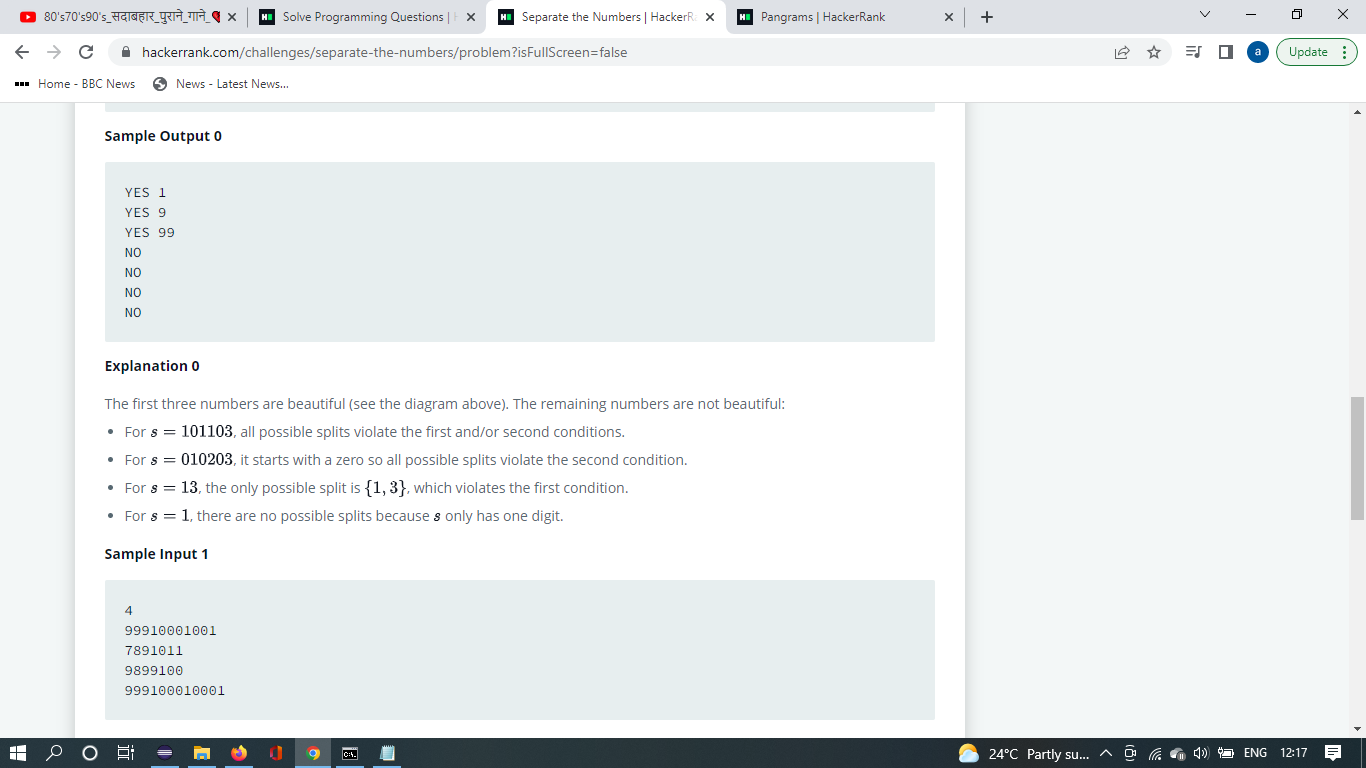 80's70's90's_सदाबहार_पुराने_गाने_
Solve Programming Questions |
Separate the Numbers | HackerR
Pangrams | HackerRank
hackerrank.com/challenges/separate-the-numbers/problem?isFullScreen=false
a
Update
Home - BBC News
News - Latest News...
Sample Output 0
YES 1
YES 9
YES 99
NO
NO
NO
NO
Explanation 0
The first three numbers are beautiful (see the diagram above). The remaining numbers are not beautiful:
• For s = 101103, all possible splits violate the first and/or second conditions.
• For s = 010203, it starts with a zero so all possible splits violate the second condition.
• For s = 13, the only possible split is {1, 3}, which violates the first condition.
• For s = 1, there are no possible splits because s only has one digit.
Sample Input 1
4
99910001001
7891011
9899100
999100010001
24°C Partly su...
ENG
12:17